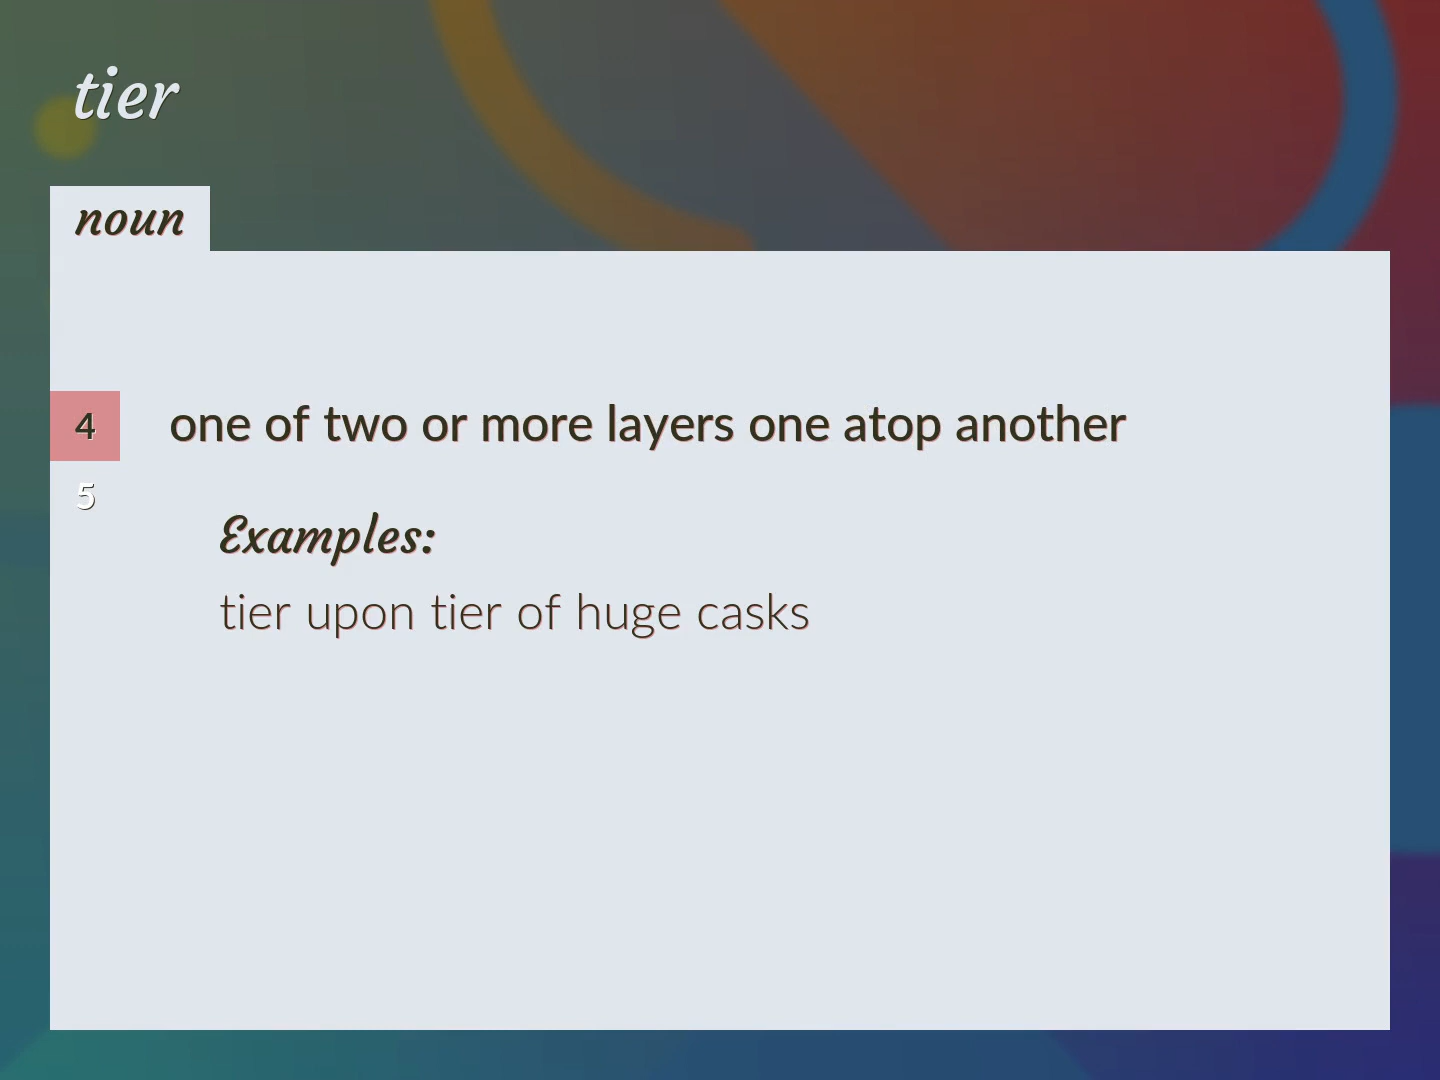 tier
noun
4 one of two or more layers one atop another
5
Examples:
tier upon tier of huge casks